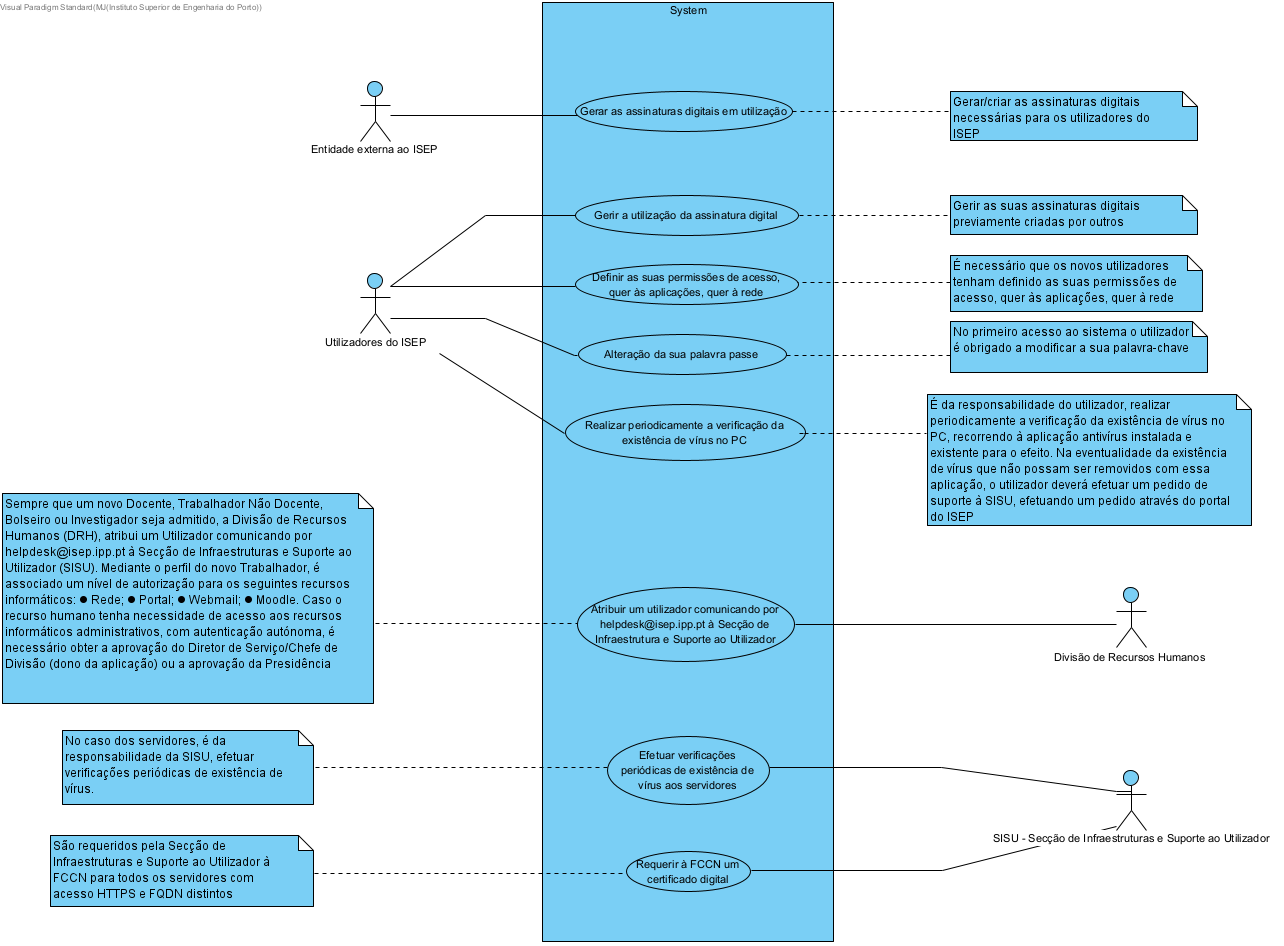 Visual Paradigm Standard(MJ(Instituto Superior de Engenharia do Porto))
System
Entidade externa ao ISEP
Gerar as assinaturas digitais em utilização
Gerar/criar as assinaturas digitais
necessárias para os utilizadores do
ISEP
Gerir a utilização da assinatura digital
Gerir as suas assinaturas digitais
previamente criadas por outros
Definir as suas permissões de acesso,
quer às aplicações, quer à rede
É necessário que os novos utilizadores
tenham definido as suas permissões de
acesso, quer às aplicações, quer à rede
Utilizadores do ISEP
Alteração da sua palavra passe
No primeiro acesso ao sistema o utilizador
é obrigado a modificar a sua palavra-chave
Realizar periodicamente a verificação da
existência de vírus no PC
É da responsabilidade do utilizador, realizar
periodicamente a verificação da existência de vírus no
PC, recorrendo à aplicação antivírus instalada e
existente para o efeito. Na eventualidade da existência
de vírus que não possam ser removidos com essa
aplicação, o utilizador deverá efetuar um pedido de
suporte à SISU, efetuando um pedido através do portal
do ISEP
Sempre que um novo Docente, Trabalhador Não Docente,
Bolseiro ou Investigador seja admitido, a Divisão de Recursos
Humanos (DRH), atribui um Utilizador comunicando por
helpdesk@isep.ipp.pt à Secção de Infraestruturas e Suporte ao
Utilizador (SISU). Mediante o perfil do novo Trabalhador, é
associado um nível de autorização para os seguintes recursos
informáticos: ● Rede; ● Portal; ● Webmail; ● Moodle. Caso o
recurso humano tenha necessidade de acesso aos recursos
informáticos administrativos, com autenticação autónoma, é
necessário obter a aprovação do Diretor de Serviço/Chefe de
Divisão (dono da aplicação) ou a aprovação da Presidência
Atribuir um utilizador comunicando por
helpdesk@isep.ipp.pt à Secção de
Infraestrutura e Suporte ao Utilizador
Divisão de Recursos Humanos
No caso dos servidores, é da
responsabilidade da SISU, efetuar
verificações periódicas de existência de
vírus.
Efetuar verificações
periódicas de existência de
vírus aos servidores
SISU - Secção de Infraestruturas e Suporte ao Utilizador
São requeridos pela Secção de
Infraestruturas e Suporte ao Utilizador à
FCCN para todos os servidores com
acesso HTTPS e FQDN distintos
Requerir à FCCN um
certificado digital